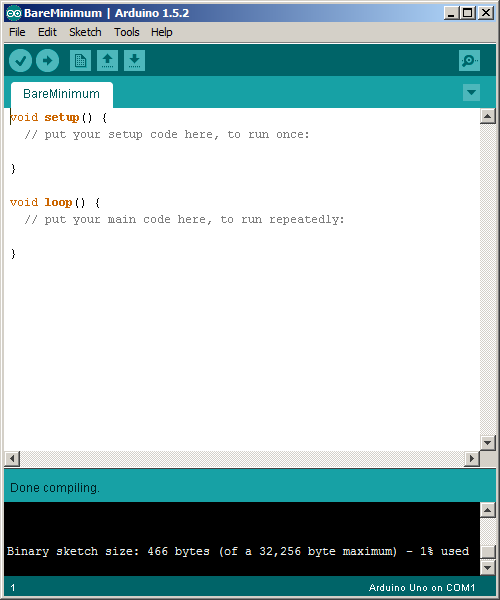 BareMinimum | Arduino 1.5.2
File Edit Sketch Tools Help
BareMinimum
void setup() {
  // put your setup code here, to run once:
}
void loop() {
  // put your main code here, to run repeatedly:
}
Done compiling.
Binary sketch size: 466 bytes (of a 32,256 byte maximum) - 1% used
1 Arduino Uno on COM1